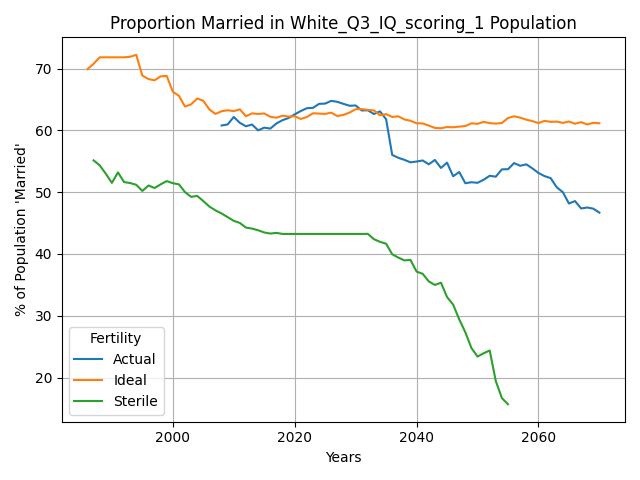 Proportion Married in White_Q3_IQ_scoring_1 Population
% of Population 'Married'
70
60
50
40
30
20
Fertility
Actual
Ideal
Sterile
2000
2020
2040
2060
Years